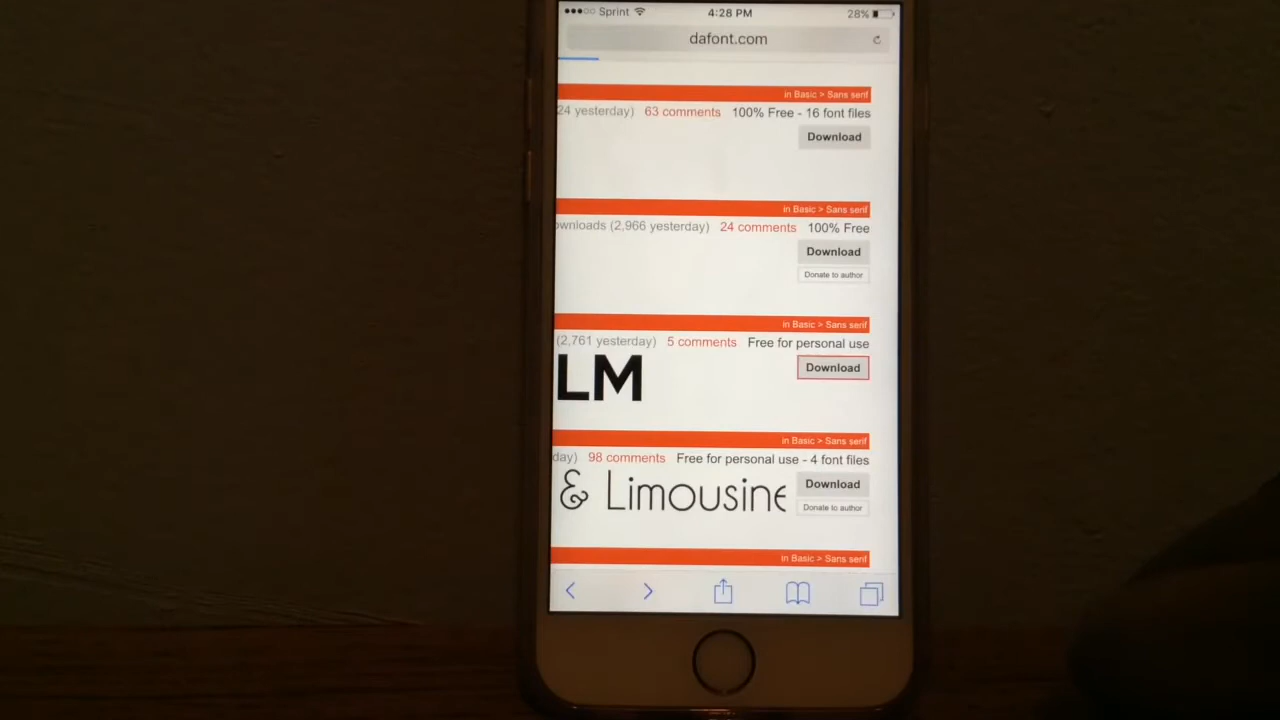 Sprint 4:28 PM 28%
dafont.com
in Basic > Sans serif
24 yesterday) 63 comments 100% Free - 16 font files
Download
in Basic > Sans serif
ownloads (2,966 yesterday) 24 comments 100% Free
Download
Donate to author
in Basic > Sans serif
(2,761 yesterday) 5 comments Free for personal use
LM Download
in Basic > Sans serif
day) 98 comments Free for personal use - 4 font files
& Limousine Download
Donate to author
in Basic > Sans serif